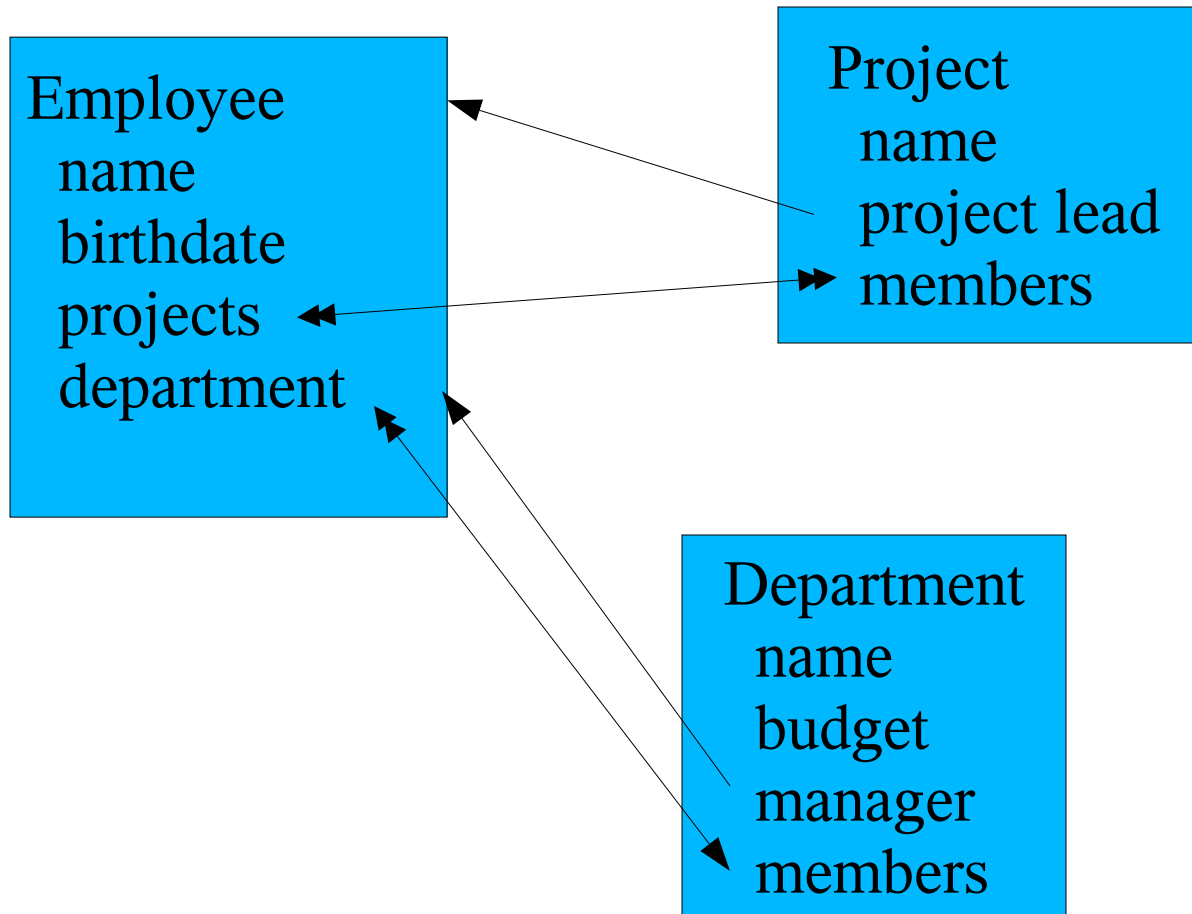 Employee
name
birthdate
projects
department
Project
name
project lead
members
Department
name
budget
manager
members